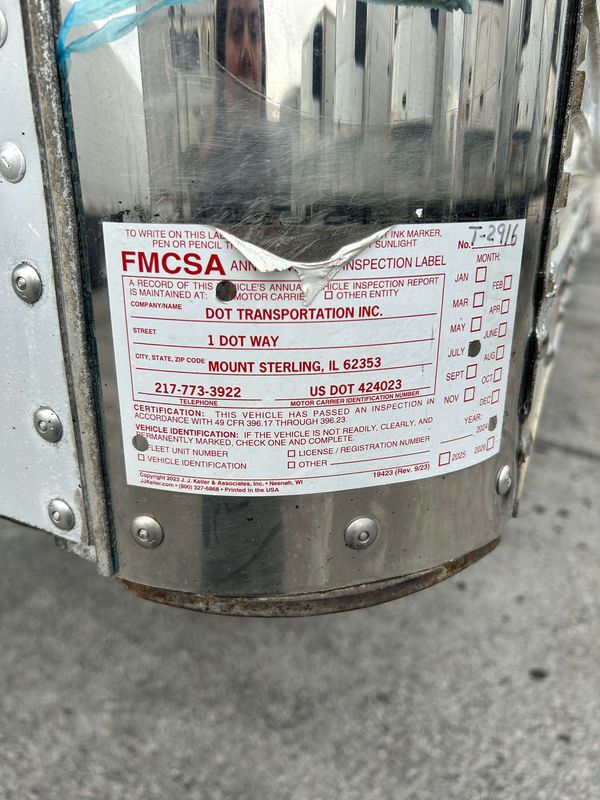 TO WRITE ON THIS LAB INK MARKER,
PEN OR PENCIL SUNLIGHT
No. T-2916
FMCSA ANN INSPECTION LABEL
A RECORD OF THIS ICLE'S ANNUA HICLE INSPECTION REPORT
IS MAINTAINED AT: MOTOR CARRIE OTHER ENTITY
COMPANY/NAME
DOT TRANSPORTATION INC.
STREET
1 DOT WAY
CITY, STATE, ZIP CODE
MOUNT STERLING, IL 62353
217-773-3922 US DOT 424023
TELEPHONE MOTOR CARRIER IDENTIFICATION NUMBER
CERTIFICATION: THIS VEHICLE HAS PASSED AN INSPECTION IN
ACCORDANCE WITH 49 CFR 396.17 THROUGH 396.23.
VEHICLE IDENTIFICATION: IF THE VEHICLE IS NOT READILY, CLEARLY, AND
PERMANENTLY MARKED, CHECK ONE AND COMPLETE.
FLEET UNIT NUMBER LICENSE / REGISTRATION NUMBER
VEHICLE IDENTIFICATION OTHER
Copyright 2023 J. J. Keller & Associates, Inc. • Neenah, WI
JJKeller.com • (800) 327-6868 • Printed in the USA
19423 (Rev. 9/23)
MONTH:
JAN FEB
MAR APR
MAY JUNE
JULY AUG
SEPT OCT
NOV DEC
YEAR:
2024
2025 2026